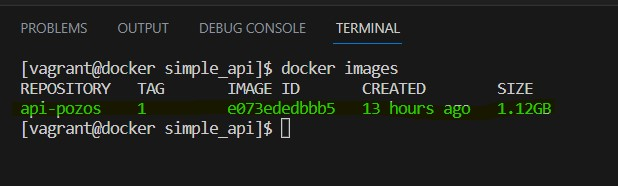 PROBLEMS OUTPUT DEBUG CONSOLE TERMINAL
[vagrant@docker simple_api]$ docker images
REPOSITORY TAG IMAGE ID CREATED SIZE
api-pozos 1 e073ededbbb5 13 hours ago 1.12GB
[vagrant@docker simple_api]$